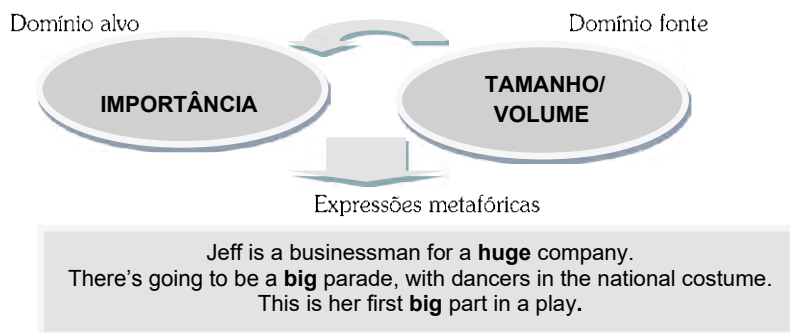 Domínio alvo
Domínio fonte
IMPORTÂNCIA
TAMANHO/
VOLUME
Expressões metafóricas
Jeff is a businessman for a huge company.
There's going to be a big parade, with dancers in the national costume.
This is her first big part in a play.